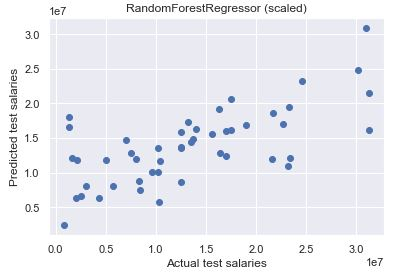 RandomForestRegressor (scaled)
1e7
3.0
2.5
2.0
1.5
1.0
0.5
Predicted test salaries
0.0 0.5 1.0 1.5 2.0 2.5 3.0
1e7
Actual test salaries